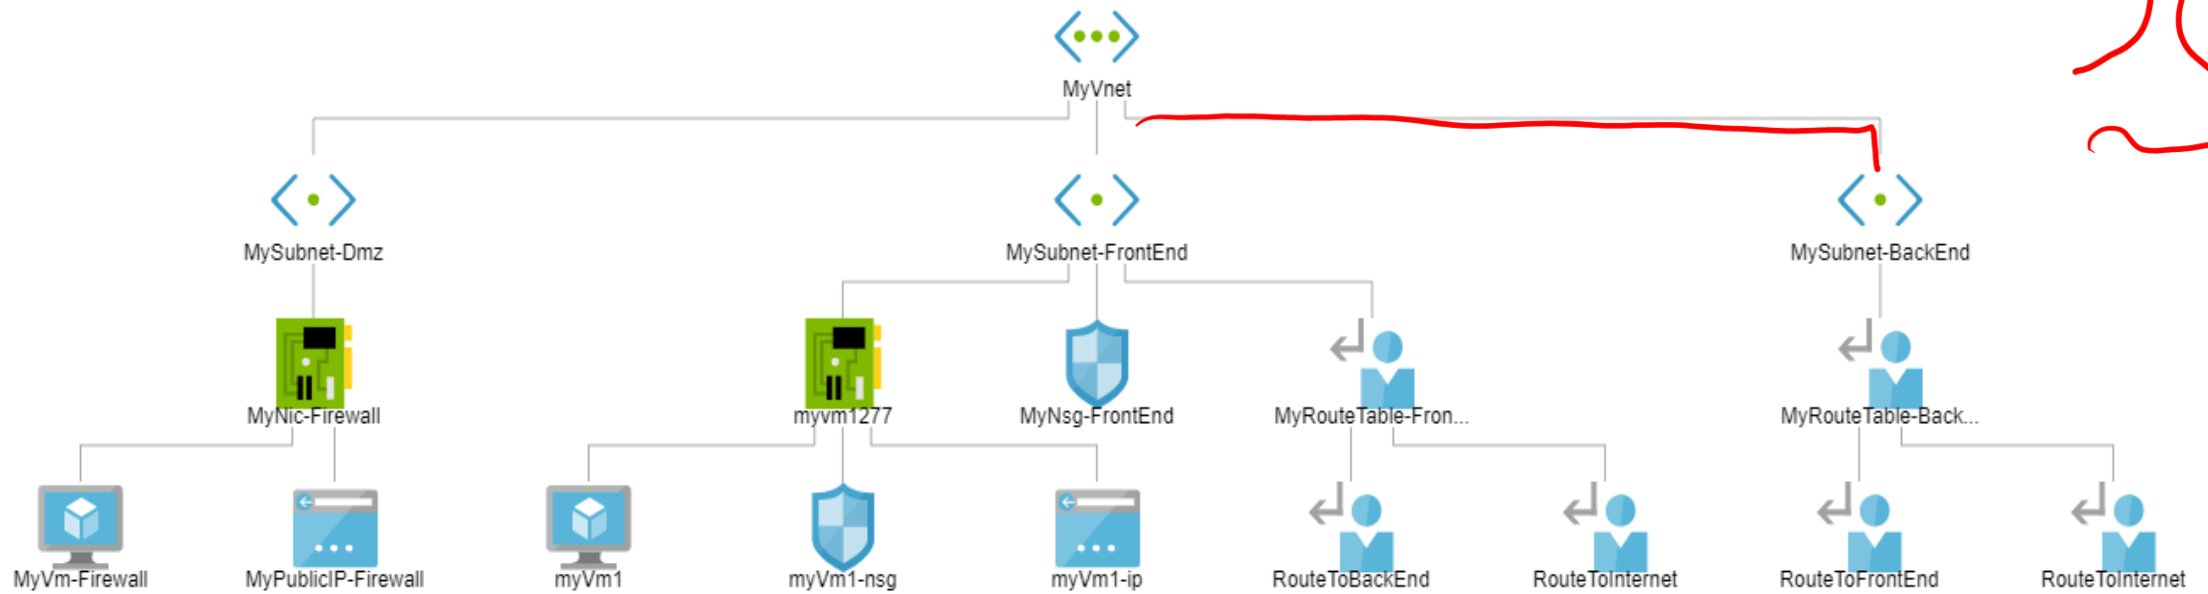 MyVnet
MySubnet-Dmz
MySubnet-FrontEnd
MySubnet-BackEnd
MyNic-Firewall
myvm1277
MyNsg-FrontEnd
MyRouteTable-Fron...
MyRouteTable-Back...
MyVm-Firewall
MyPublicIP-Firewall
myVm1
myVm1-nsg
myVm1-ip
RouteToBackEnd
RouteToInternet
RouteToFrontEnd
RouteToInternet